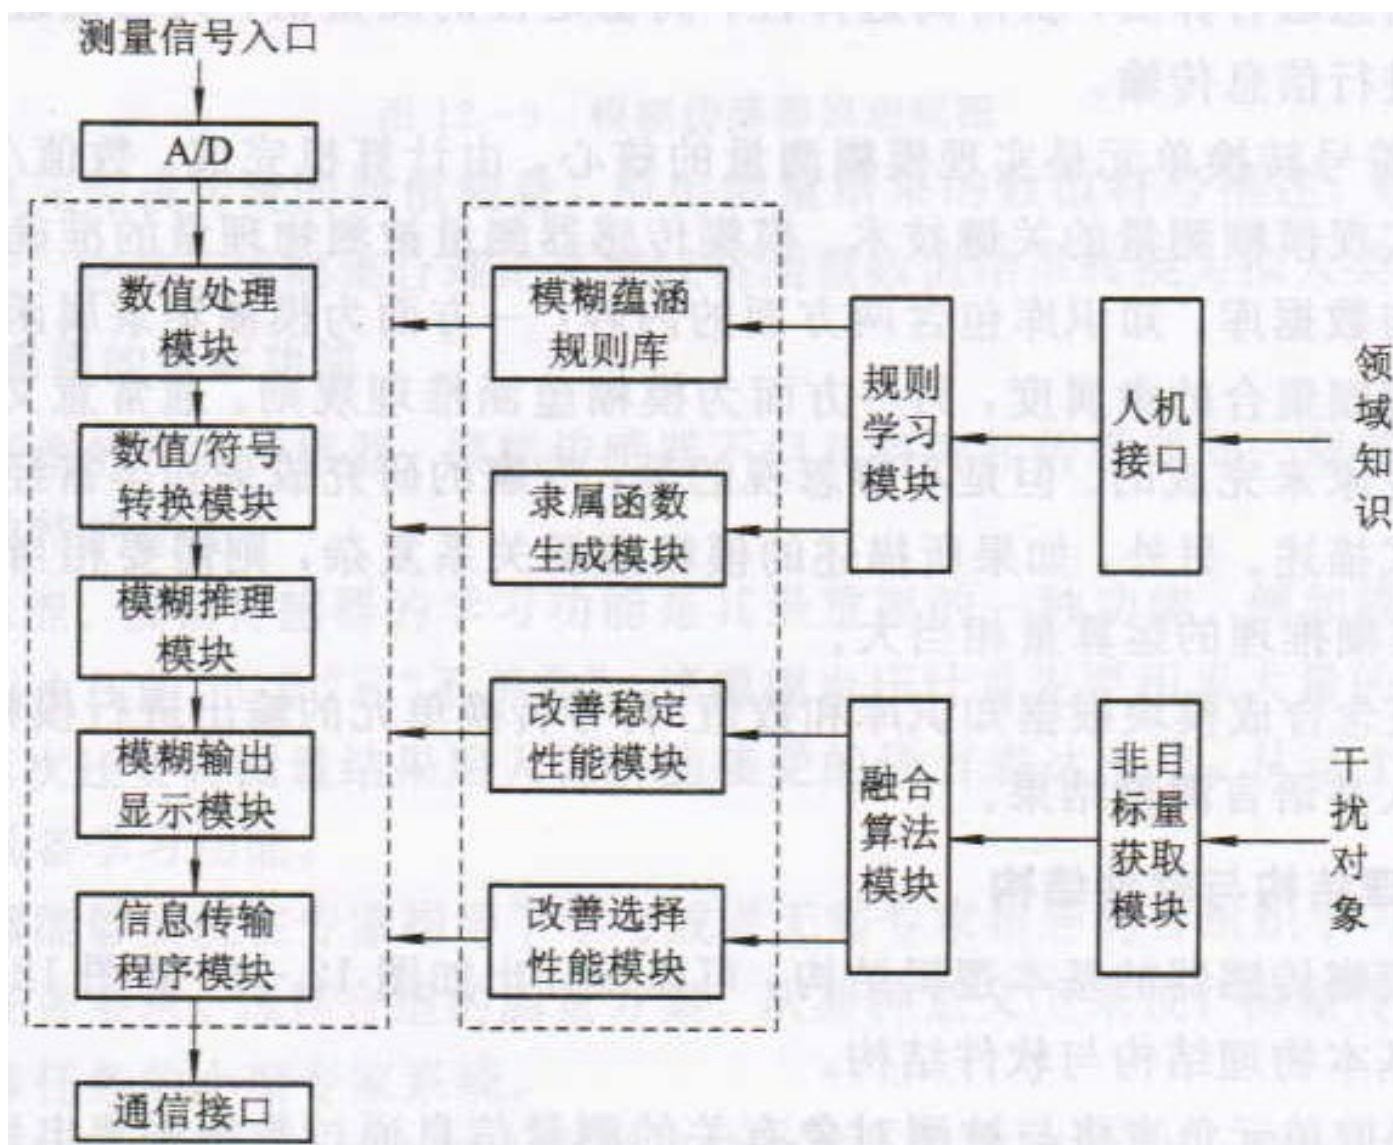 测量信号入口
A/D
数值处理
模块
数值/符号
转换模块
模糊推理
模块
模糊输出
显示模块
信息传输
程序模块
通信接口
模糊蕴涵
规则库
隶属函数
生成模块
改善稳定
性能模块
改善选择
性能模块
规则
学习
模块
融合
算法
模块
人机
接口
非目
标量
获取
模块
领
域
知
识
干
扰
对
象